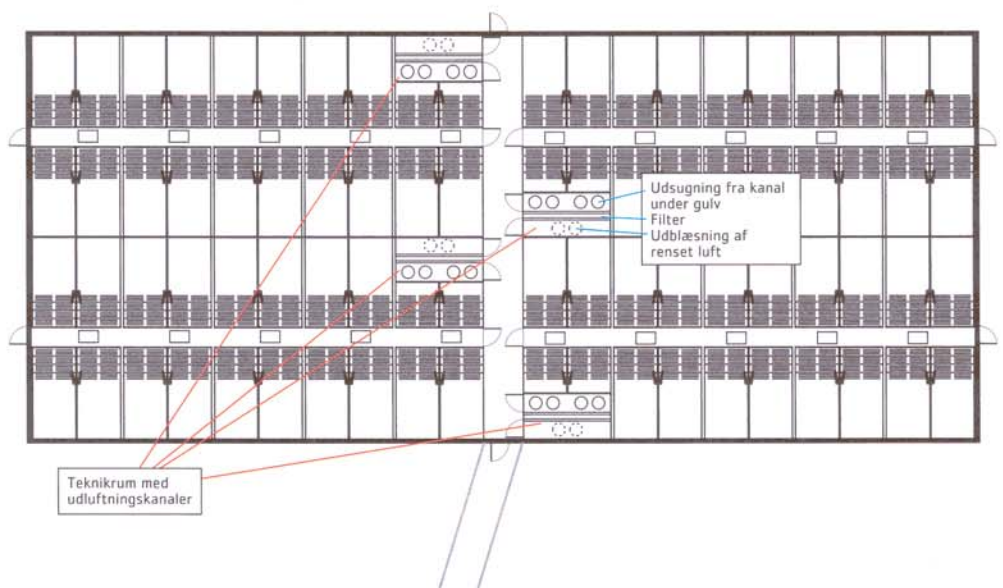 Udsugning fra kanal
under gulv
Filter
Udblæsning af
renset luft
Teknikrum med
udluftningskanaler